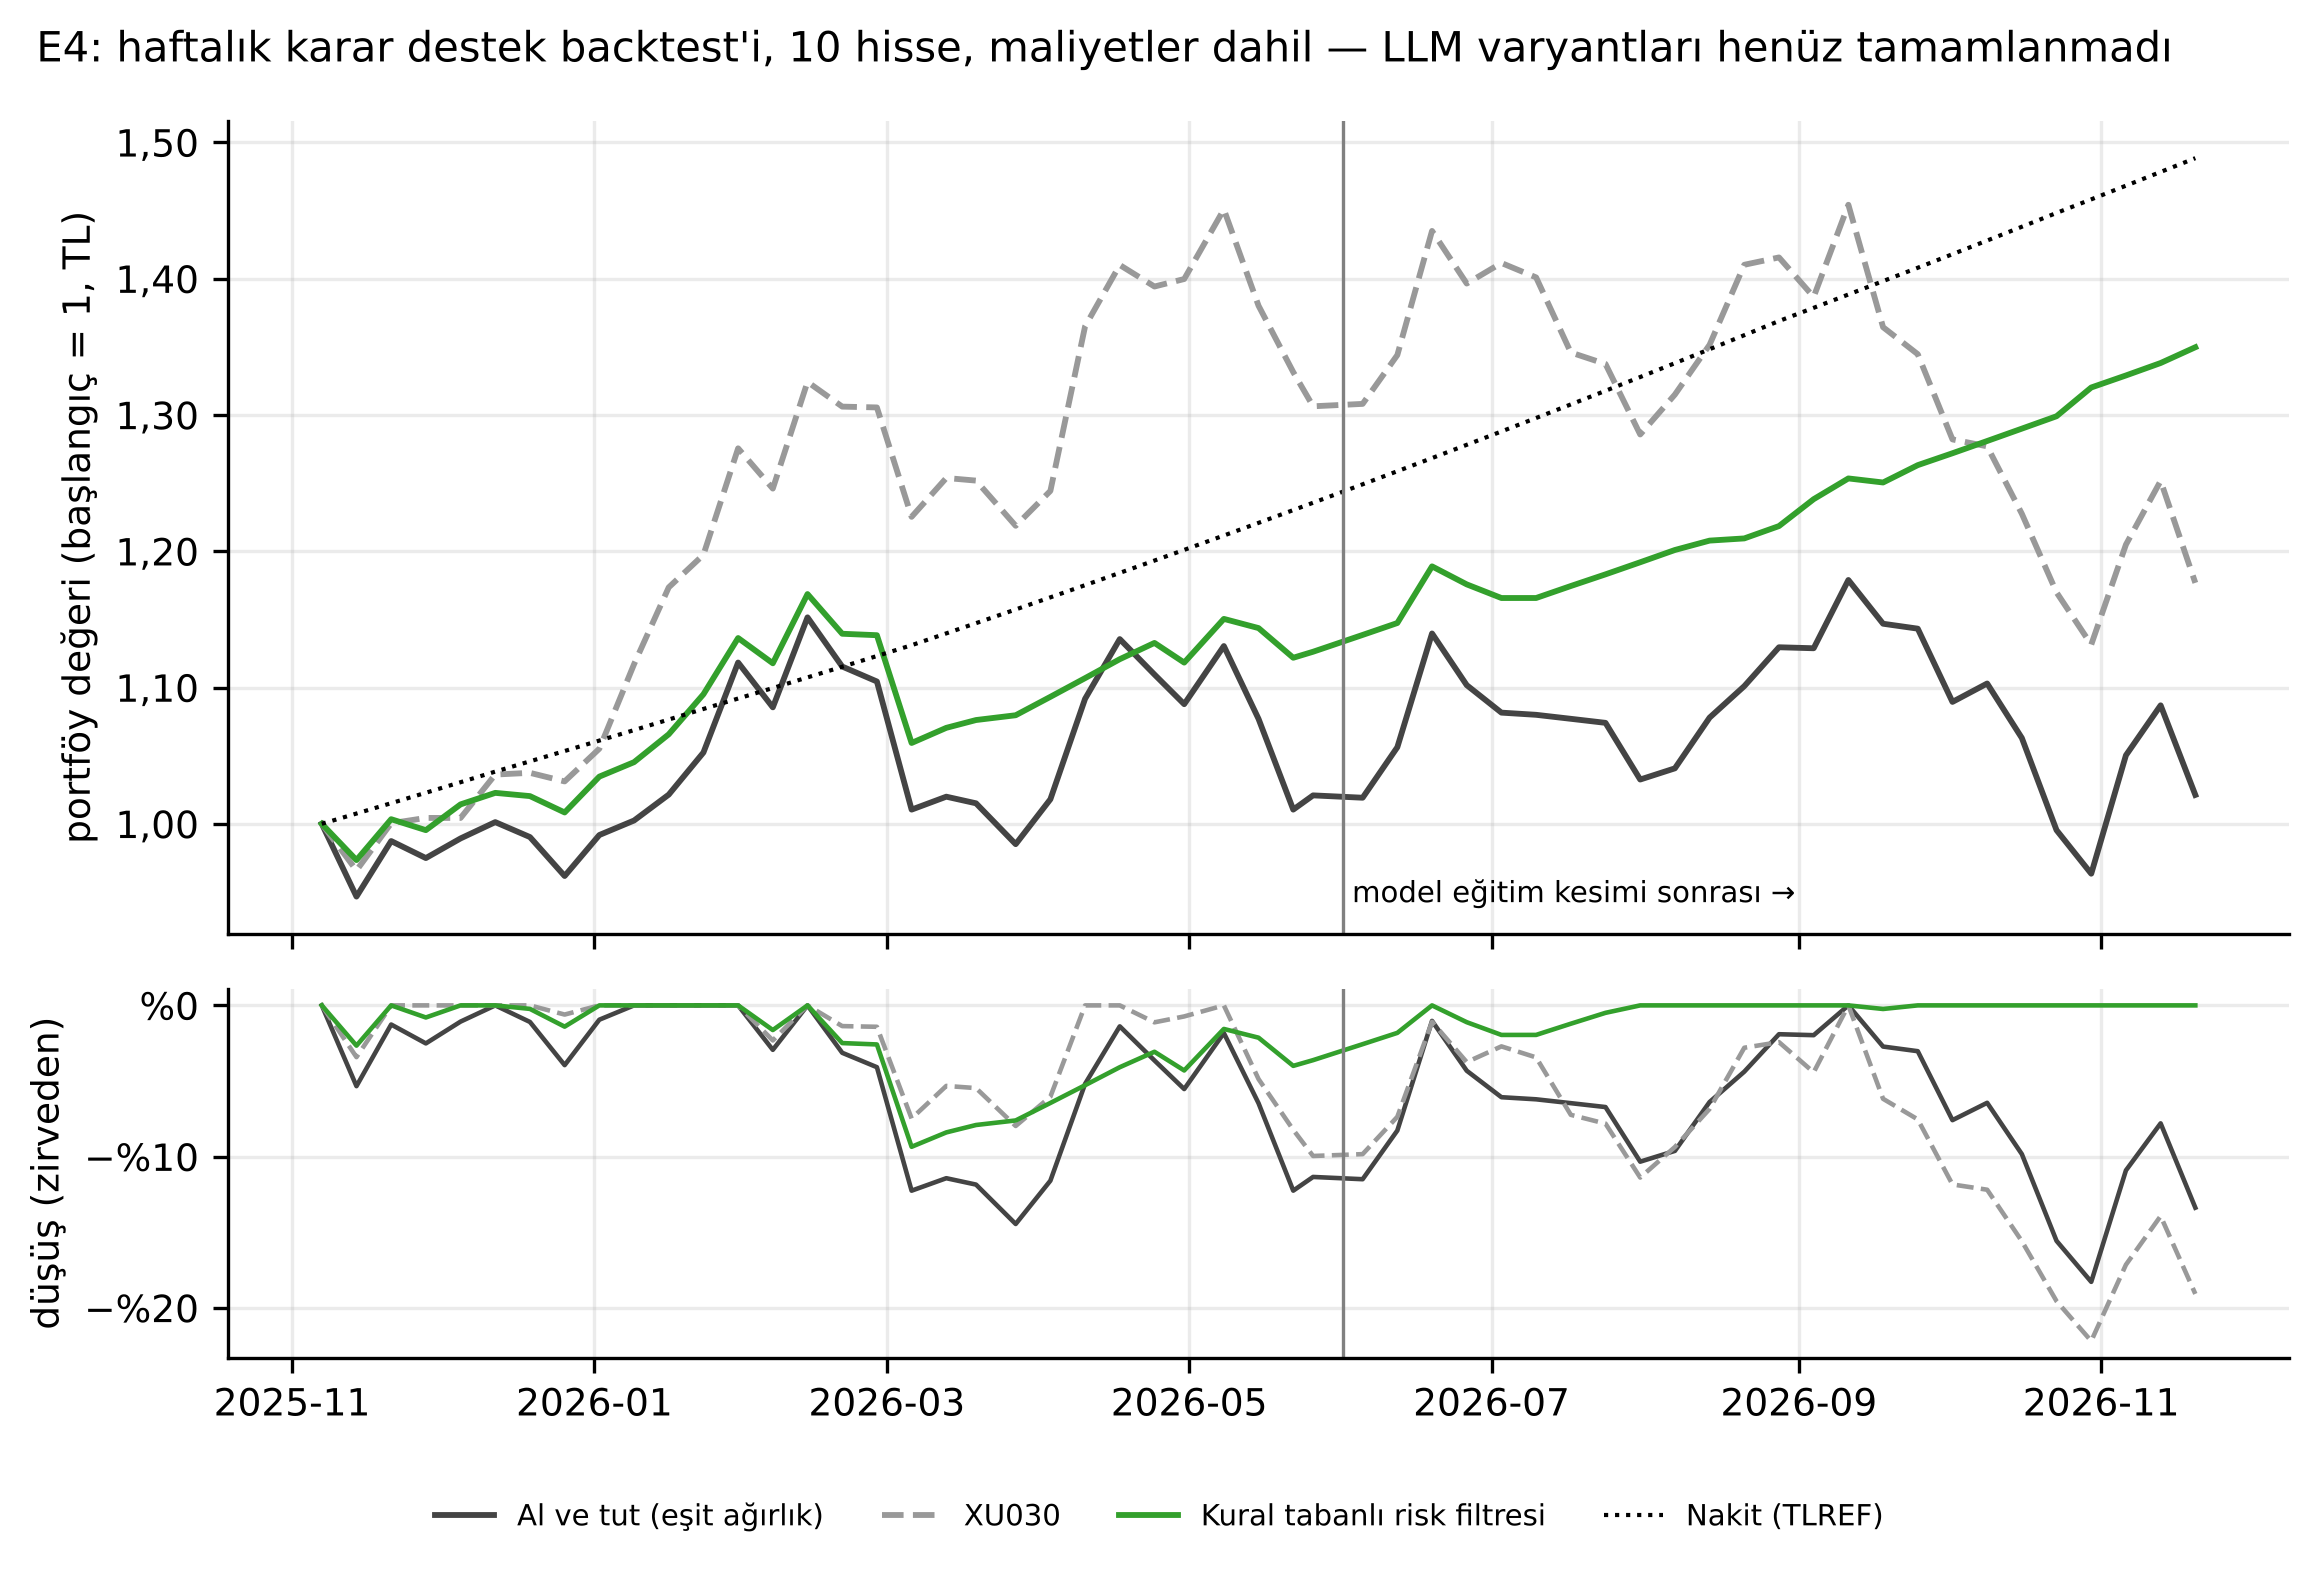 E4: haftalık karar destek backtest'i, 10 hisse, maliyetler dahil — LLM varyantları henüz tamamlanmadı
portföy değeri (başlangıç = 1, TL)
1,50
1,40
1,30
1,20
1,10
1,00
model eğitim kesimi sonrası →
düşüş (zirveden)
%0
−%10
−%20
2025-11 2026-01 2026-03 2026-05 2026-07 2026-09 2026-11
Al ve tut (eşit ağırlık) XU030 Kural tabanlı risk filtresi Nakit (TLREF)